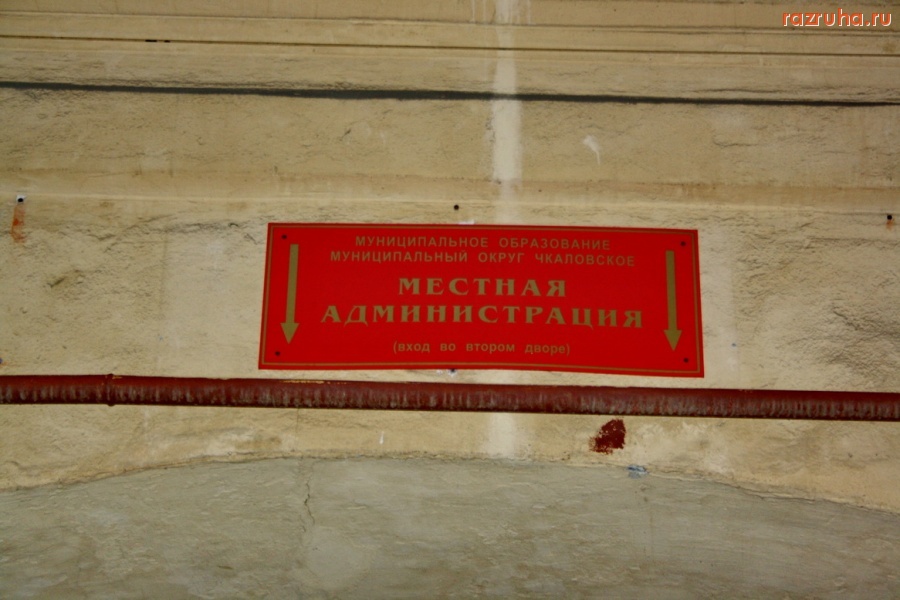 razruha.ru
МУНИЦИПАЛЬНОЕ ОБРАЗОВАНИЕ
МУНИЦИПАЛЬНЫЙ ОКРУГ ЧКАЛОВСКОЕ
МЕСТНАЯ
АДМИНИСТРАЦИЯ
(вход во втором дворе)